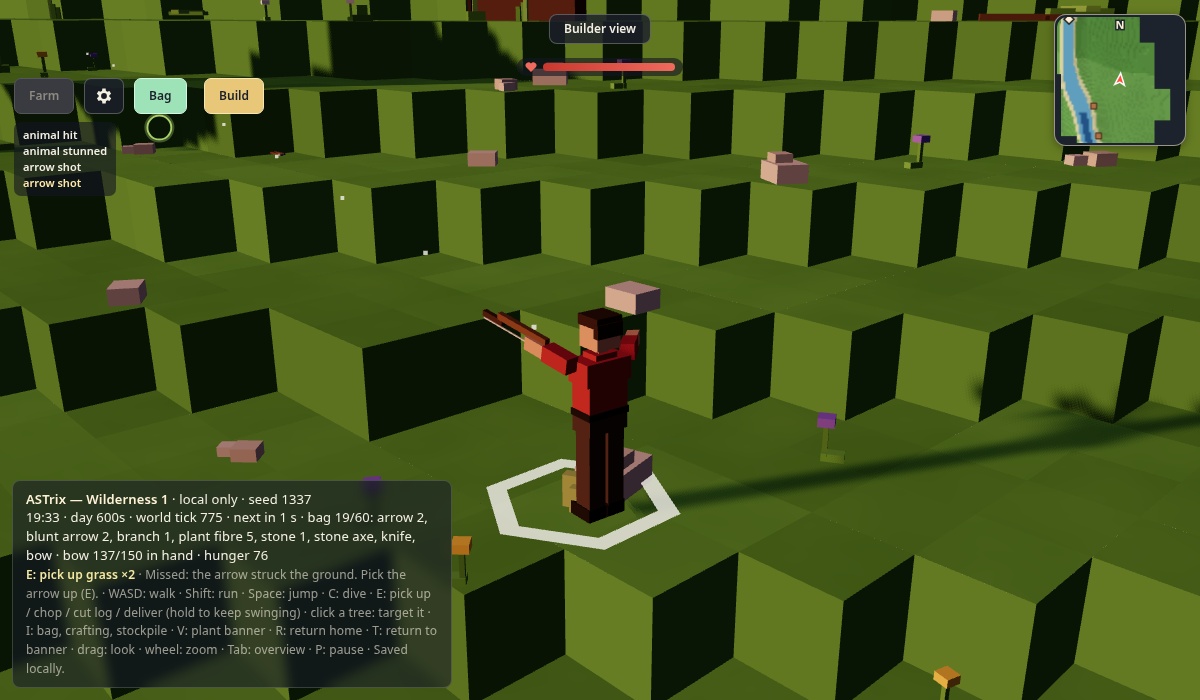 Builder view
N
Farm
Bag
Build
animal hit
animal stunned
arrow shot
arrow shot
ASTrix — Wilderness 1 · local only · seed 1337
19:33 · day 600s · world tick 775 · next in 1 s · bag 19/60: arrow 2,
blunt arrow 2, branch 1, plant fibre 5, stone 1, stone axe, knife,
bow · bow 137/150 in hand · hunger 76
E: pick up grass ×2 · Missed: the arrow struck the ground. Pick the
arrow up (E). · WASD: walk · Shift: run · Space: jump · C: dive · E: pick up
/ chop / cut log / deliver (hold to keep swinging) · click a tree: target it ·
I: bag, crafting, stockpile · V: plant banner · R: return home · T: return to
banner · drag: look · wheel: zoom · Tab: overview · P: pause · Saved
locally.